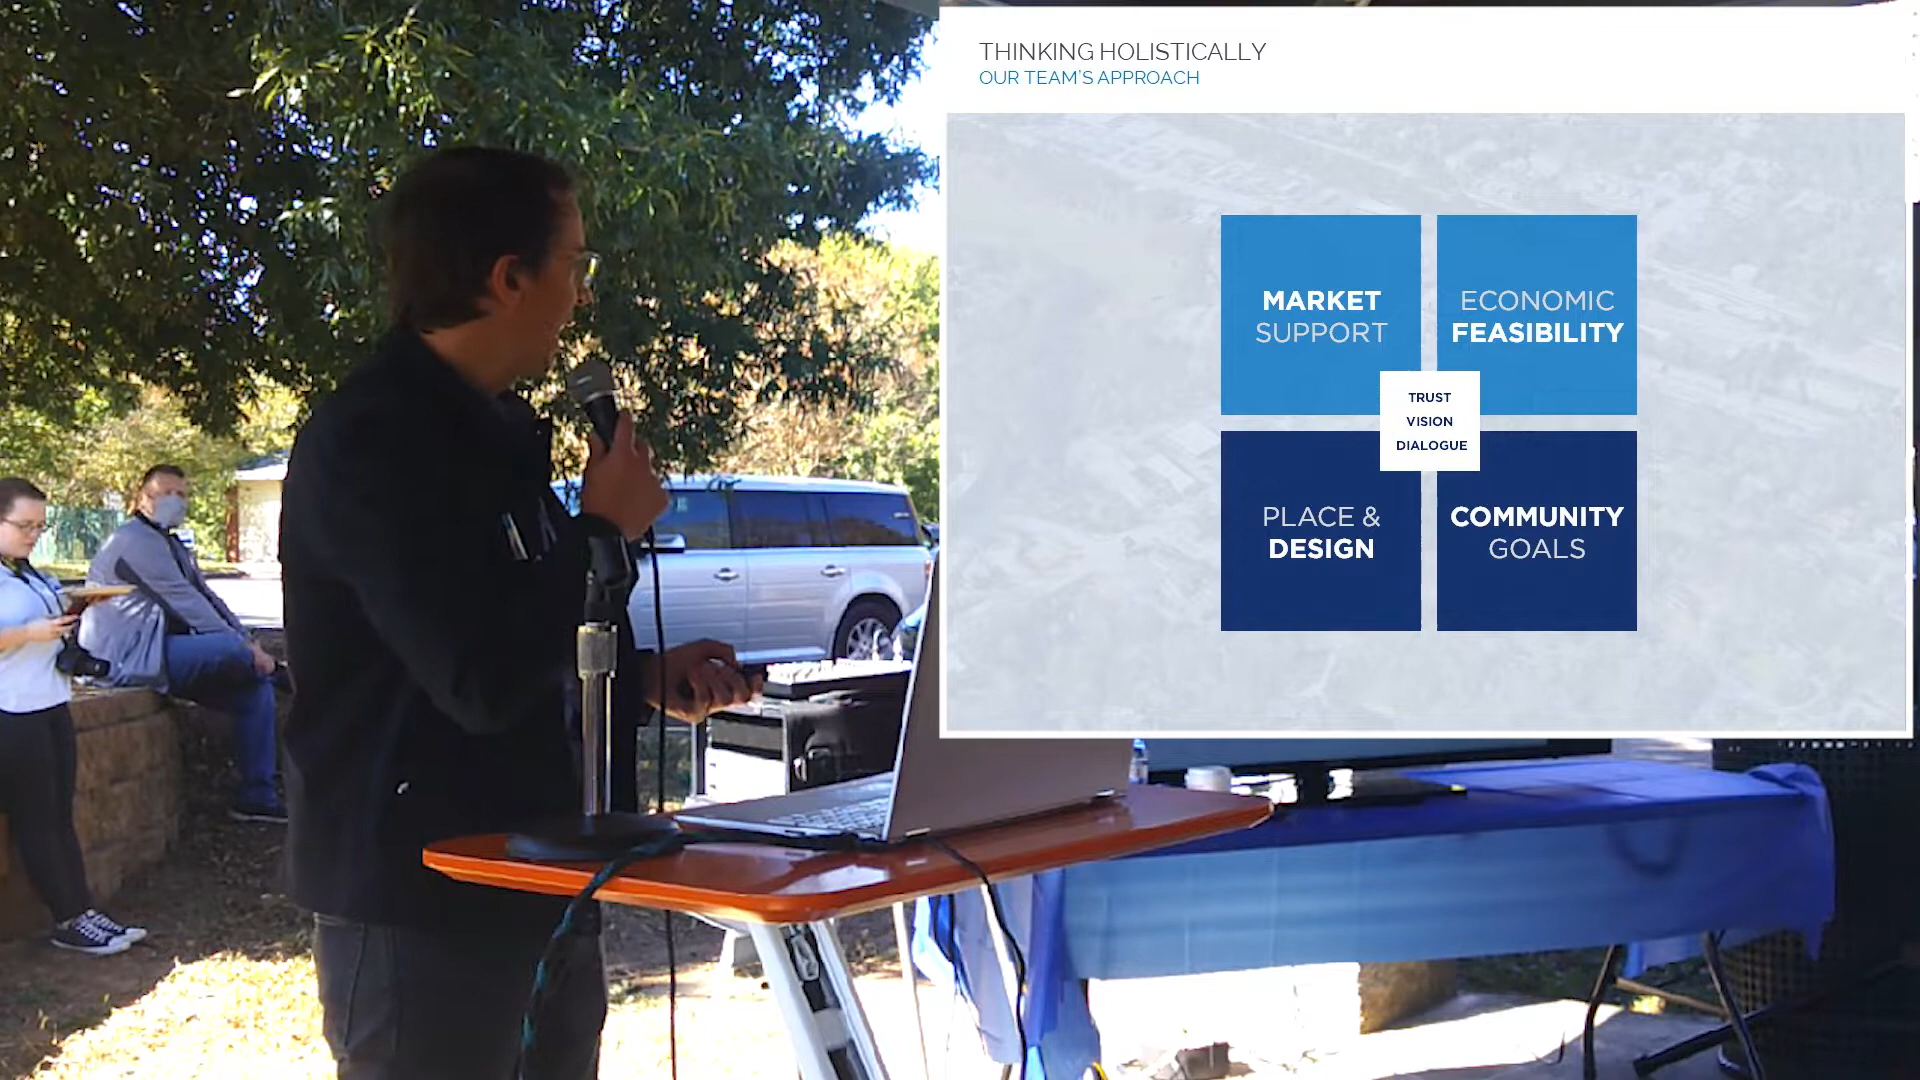 THINKING HOLISTICALLY
OUR TEAM'S APPROACH
MARKET
SUPPORT
ECONOMIC
FEASIBILITY
TRUST
VISION
DIALOGUE
PLACE &
DESIGN
COMMUNITY
GOALS